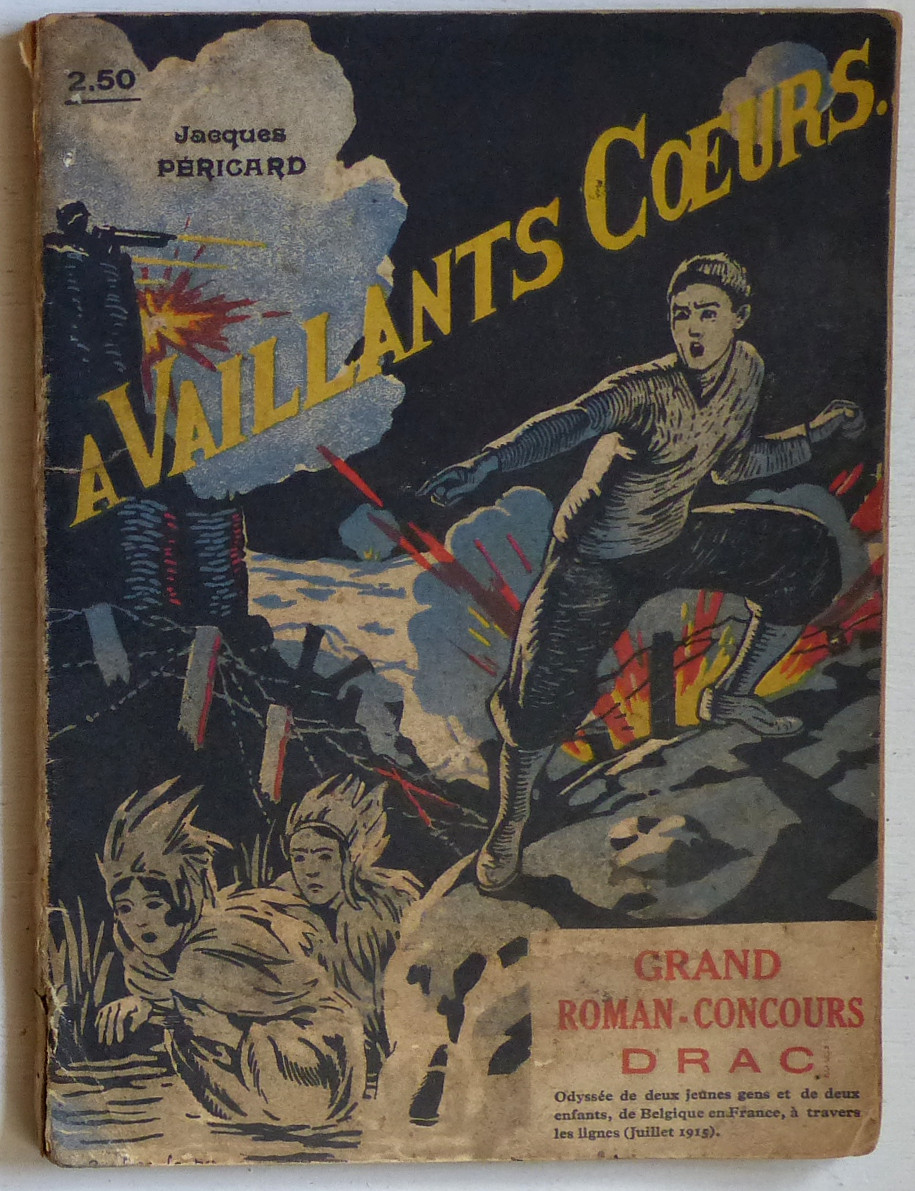 2.50
Jacques
PÉRICARD
A VAILLANTS CŒURS.
GRAND
ROMAN-CONCOURS
DRAC
Odyssée de deux jeunes gens et de deux
enfants, de Belgique en France, à travers
les lignes (Juillet 1915).